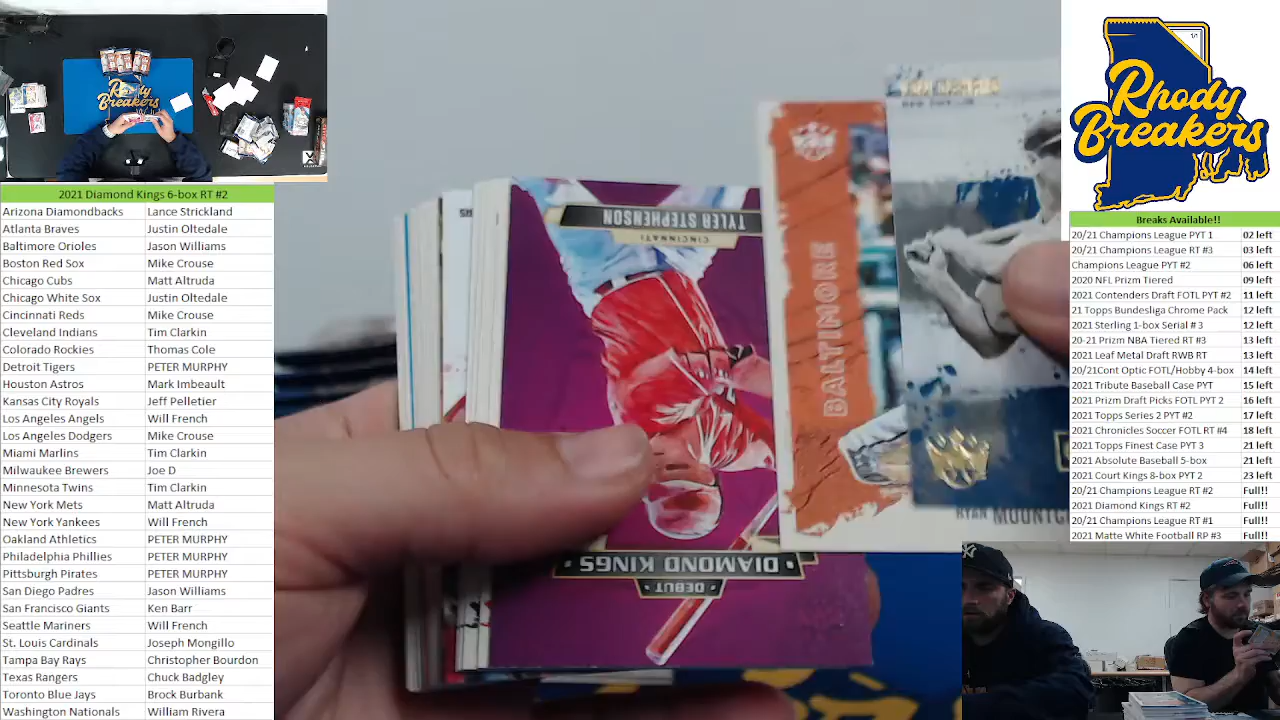 Rhody
Breakers
2021 Diamond Kings 6-box RT #2
Arizona Diamondbacks Lance Strickland
Atlanta Braves Justin Oltedale
Baltimore Orioles Jason Williams
Boston Red Sox Mike Crouse
Chicago Cubs Matt Altruda
Chicago White Sox Justin Oltedale
Cincinnati Reds Mike Crouse
Cleveland Indians Tim Clarkin
Colorado Rockies Thomas Cole
Detroit Tigers PETER MURPHY
Houston Astros Mark Imbeault
Kansas City Royals Jeff Pelletier
Los Angeles Angels Will French
Los Angeles Dodgers Mike Crouse
Miami Marlins Tim Clarkin
Milwaukee Brewers Joe D
Minnesota Twins Tim Clarkin
New York Mets Matt Altruda
New York Yankees Will French
Oakland Athletics PETER MURPHY
Philadelphia Phillies PETER MURPHY
Pittsburgh Pirates PETER MURPHY
San Diego Padres Jason Williams
San Francisco Giants Ken Barr
Seattle Mariners Will French
St. Louis Cardinals Joseph Mongillo
Tampa Bay Rays Christopher Bourdon
Texas Rangers Chuck Badgley
Toronto Blue Jays Brock Burbank
Washington Nationals William Rivera
TYLER STEPHENSON
CINCINNATI
DIAMOND KINGS
DEBUT
BALTIMORE
RYAN MOUNTC
1/1
Rhody
Breakers
Breaks Available!!
20/21 Champions League PYT 1 02 left
20/21 Champions League RT #3 03 left
Champions League PYT #2 06 left
2020 NFL Prizm Tiered 09 left
2021 Contenders Draft FOTL PYT #2 11 left
21 Topps Bundesliga Chrome Pack 12 left
2021 Sterling 1-box Serial # 3 12 left
20-21 Prizm NBA Tiered RT #3 13 left
2021 Leaf Metal Draft RWB RT 13 left
20/21Cont Optic FOTL/Hobby 4-box 14 left
2021 Tribute Baseball Case PYT 15 left
2021 Prizm Draft Picks FOTL PYT 2 16 left
2021 Topps Series 2 PYT #2 17 left
2021 Chronicles Soccer FOTL RT #4 18 left
2021 Topps Finest Case PYT 3 21 left
2021 Absolute Baseball 5-box 21 left
2021 Court Kings 8-box PYT 2 23 left
20/21 Champions League RT #2 Full!!
2021 Diamond Kings RT #2 Full!!
20/21 Champions League RT #1 Full!!
2021 Matte White Football RP #3 Full!!